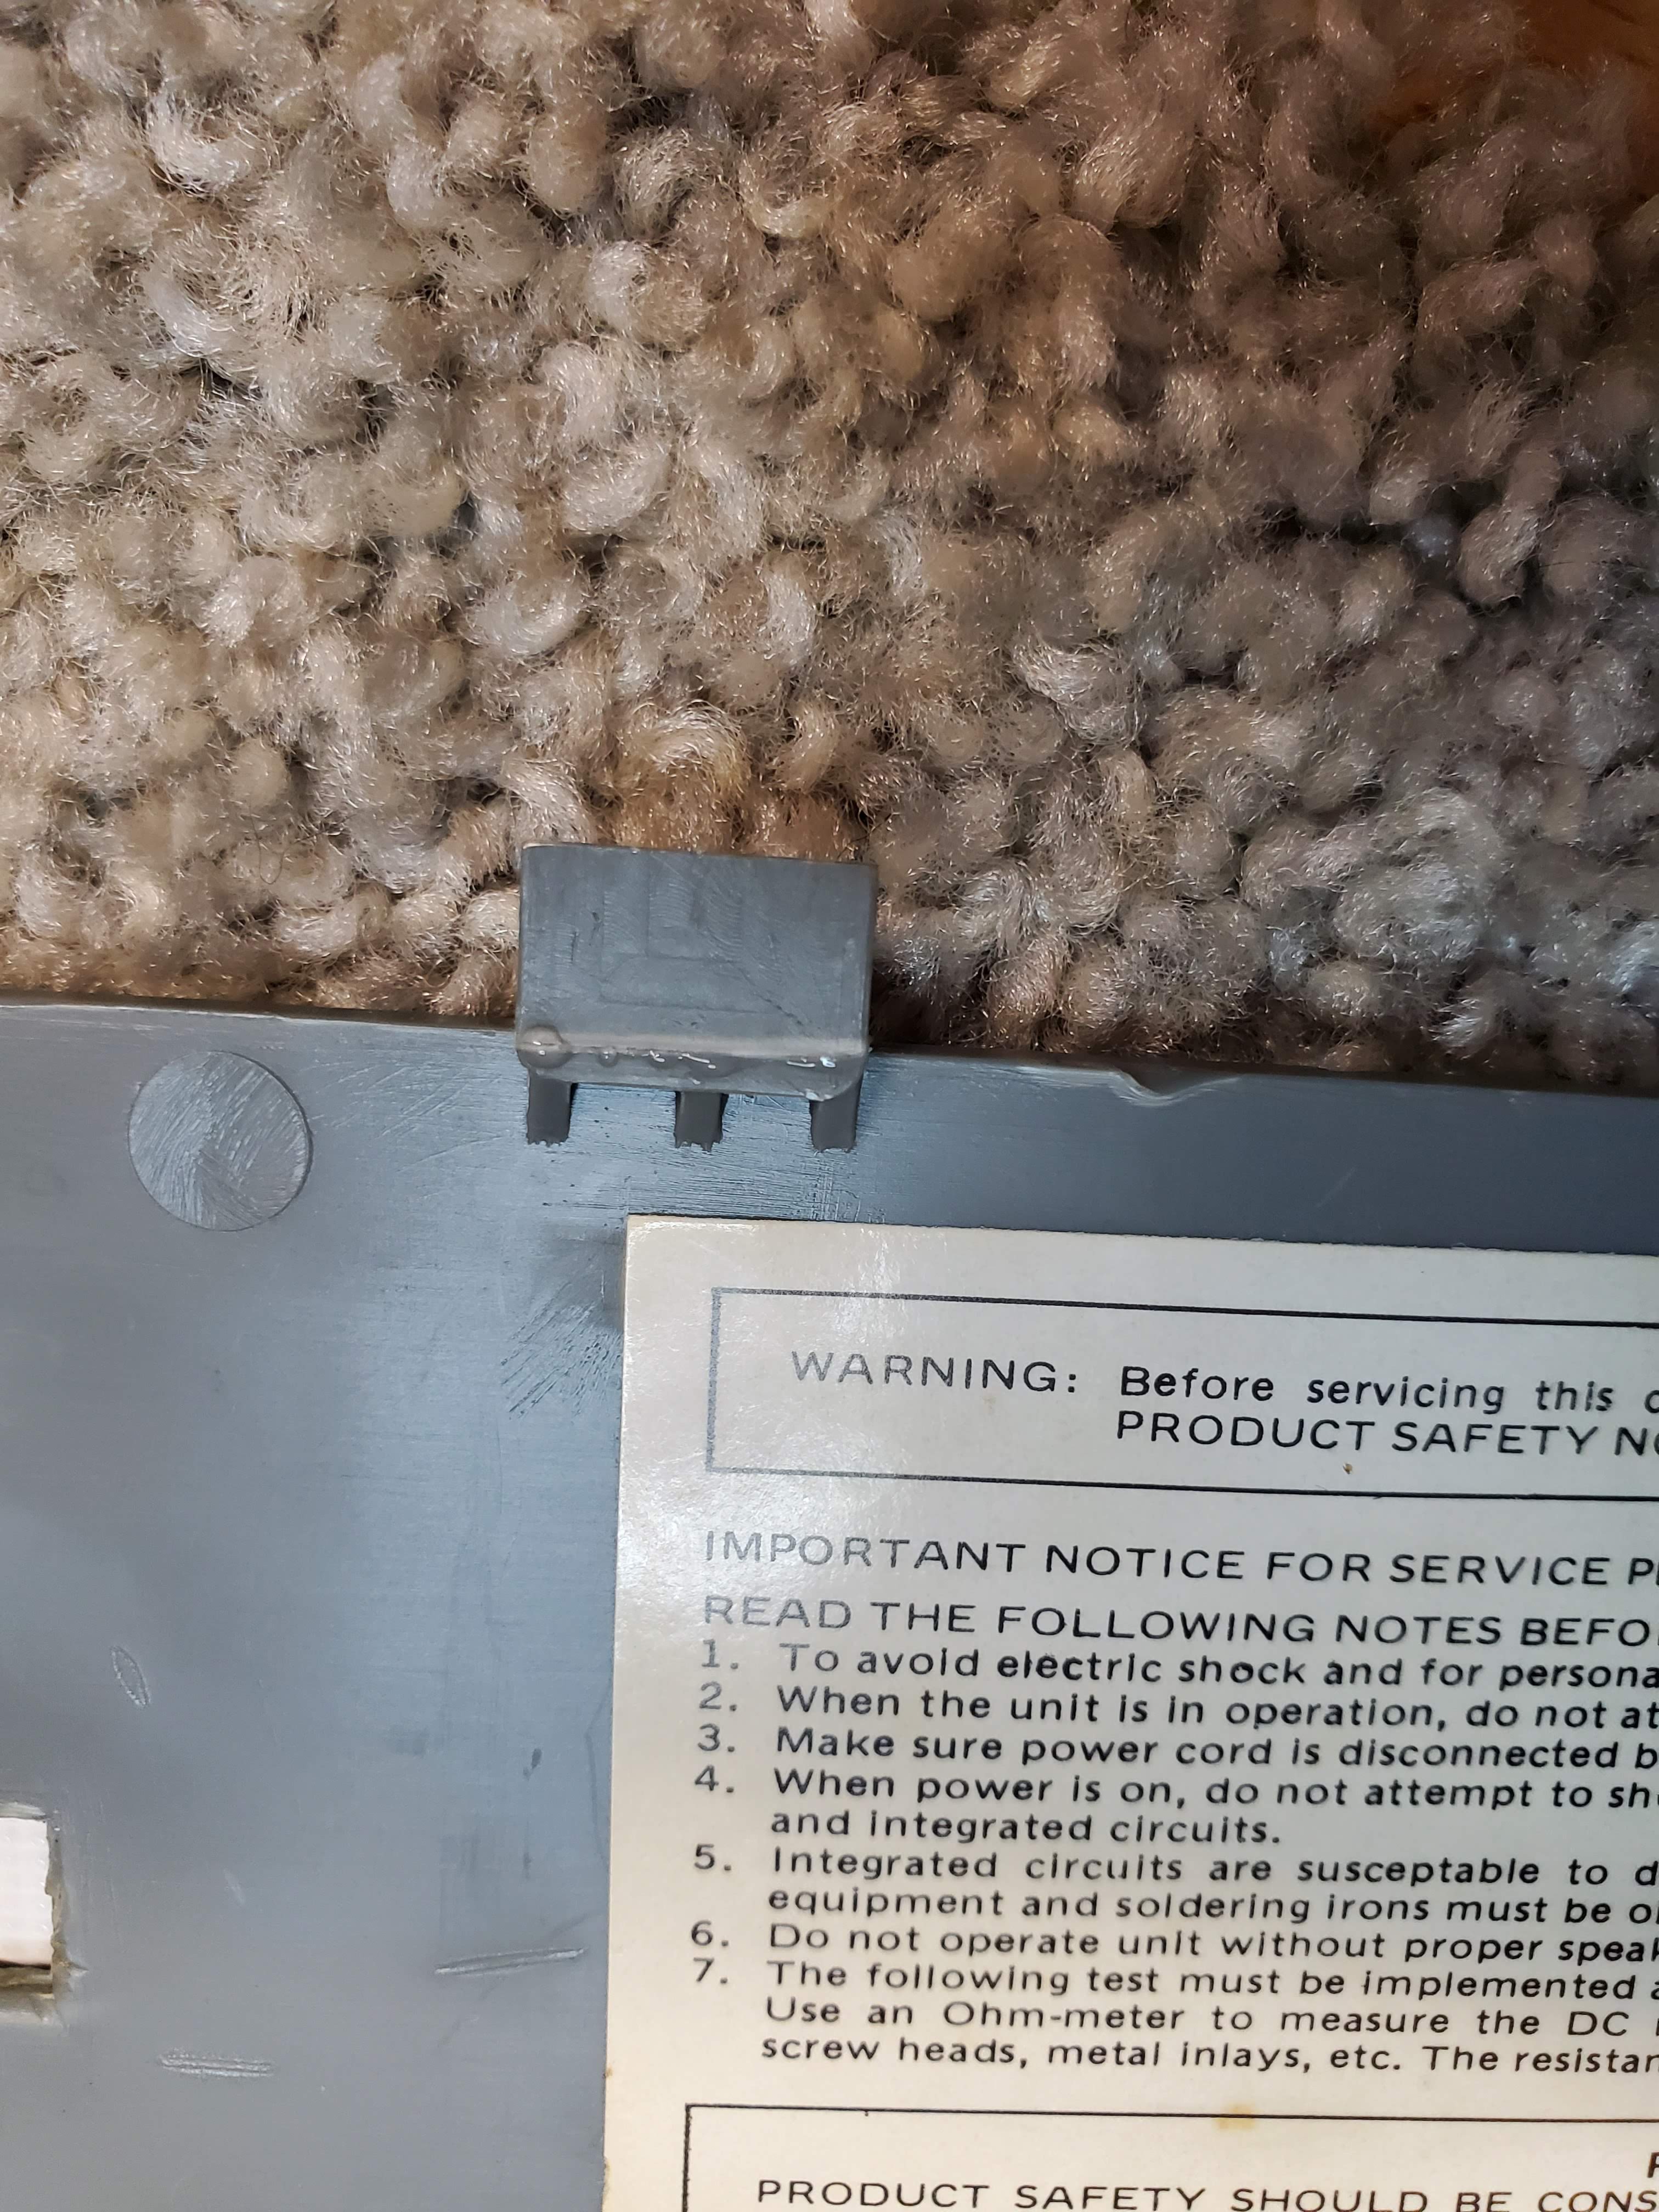 WARNING: Before servicing this
PRODUCT SAFETY
IMPORTANT NOTICE FOR SERVICE
READ THE FOLLOWING NOTES
1. To avoid electric shock and for
2. When the unit is in operation, do not
3. Make sure power cord is disconnected
4. When power is on, do not attempt to
and integrated circuits.
5. Integrated circuits are susceptable to
equipment and soldering irons must be
6. Do not operate unit without proper
7. The following test must be implemented
Use an Ohm-meter to measure the DC
screw heads, metal inlays, etc. The
PRODUCT SAFETY SHOULD BE